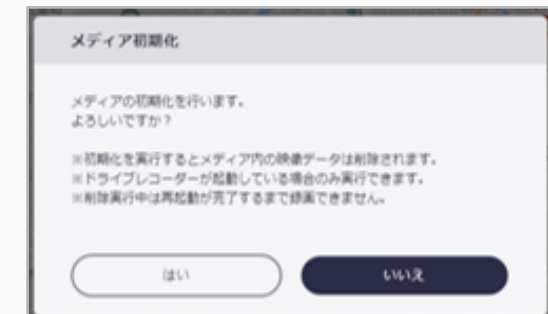 メディア初期化
メディアの初期化を行います。
よろしいですか？
※初期化を実行するとメディア内の映像データは削除されます。
※ドライブレコーダーが起動している場合のみ実行できます。
※削除実行中は再起動が完了するまで録画できません。
はい
いいえ